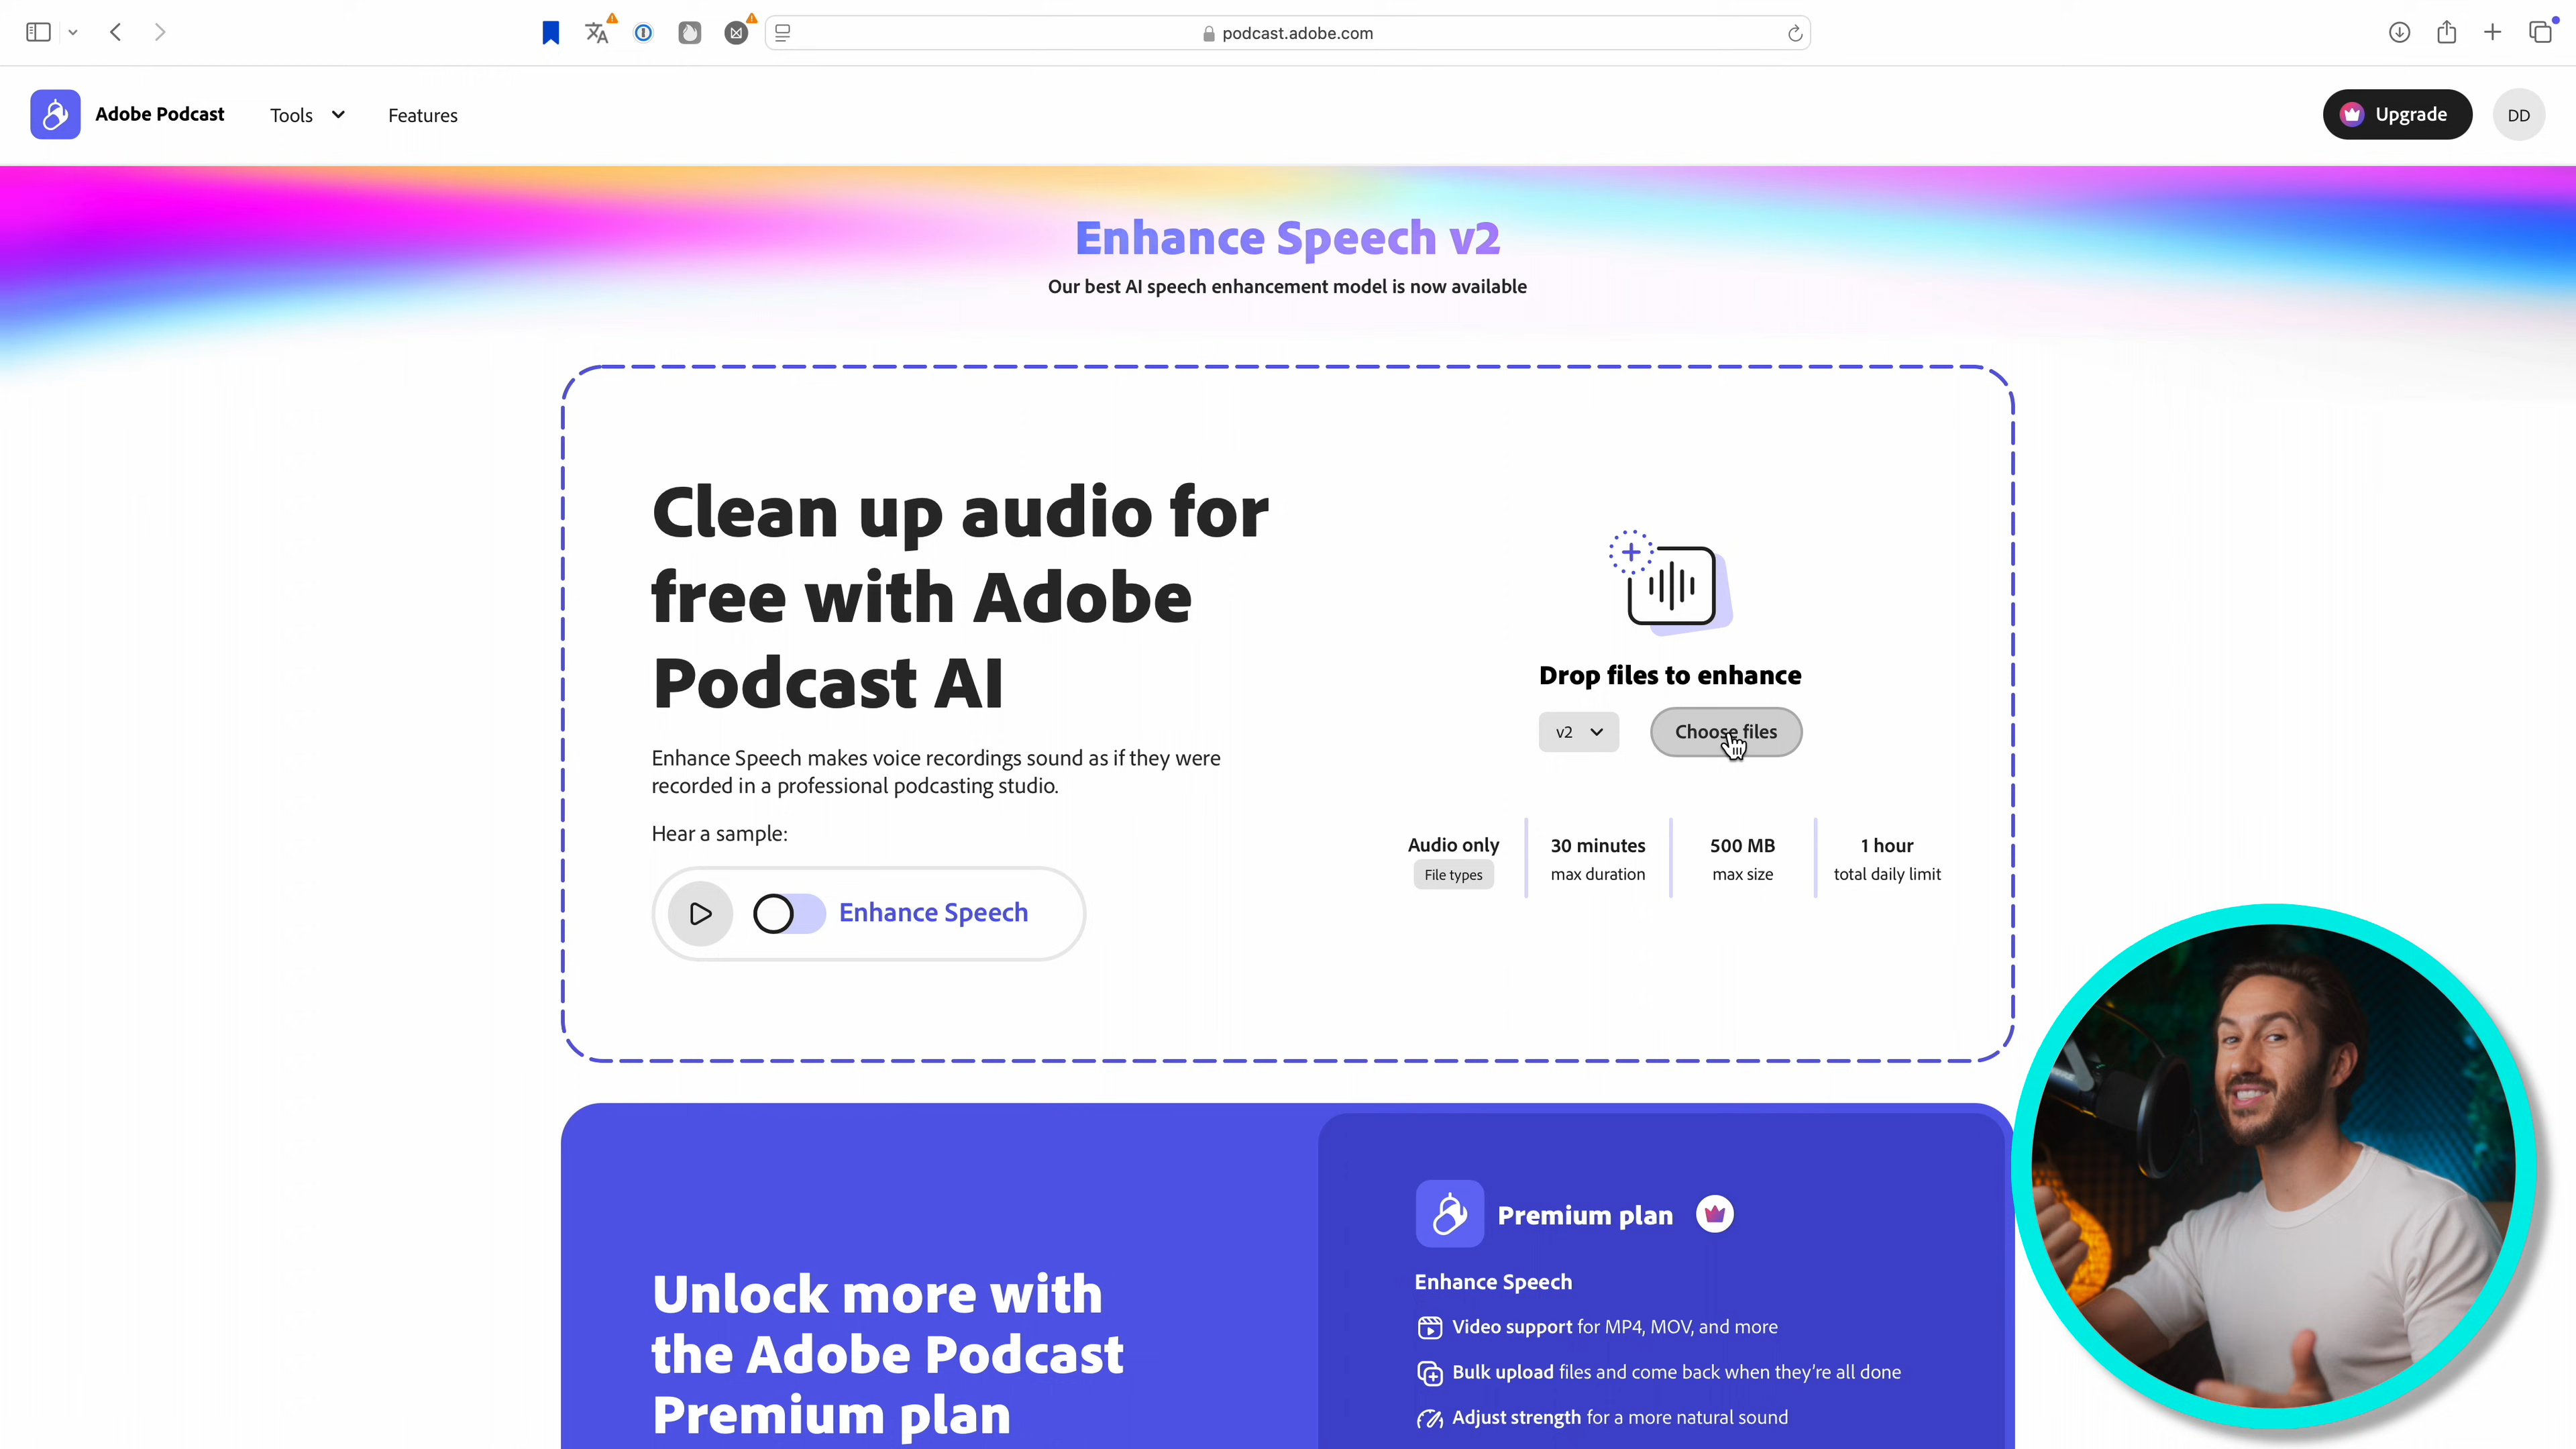 podcast.adobe.com
Adobe Podcast
Tools
Features
Upgrade
DD
Enhance Speech v2
Our best AI speech enhancement model is now available
Clean up audio for
free with Adobe
Podcast AI
Enhance Speech makes voice recordings sound as if they were
recorded in a professional podcasting studio.
Hear a sample:
Enhance Speech
Drop files to enhance
v2
Choose files
Audio only
File types
30 minutes
max duration
500 MB
max size
1 hour
total daily limit
Unlock more with
the Adobe Podcast
Premium plan
Premium plan
Enhance Speech
Video support for MP4, MOV, and more
Bulk upload files and come back when they're all done
Adjust strength for a more natural sound